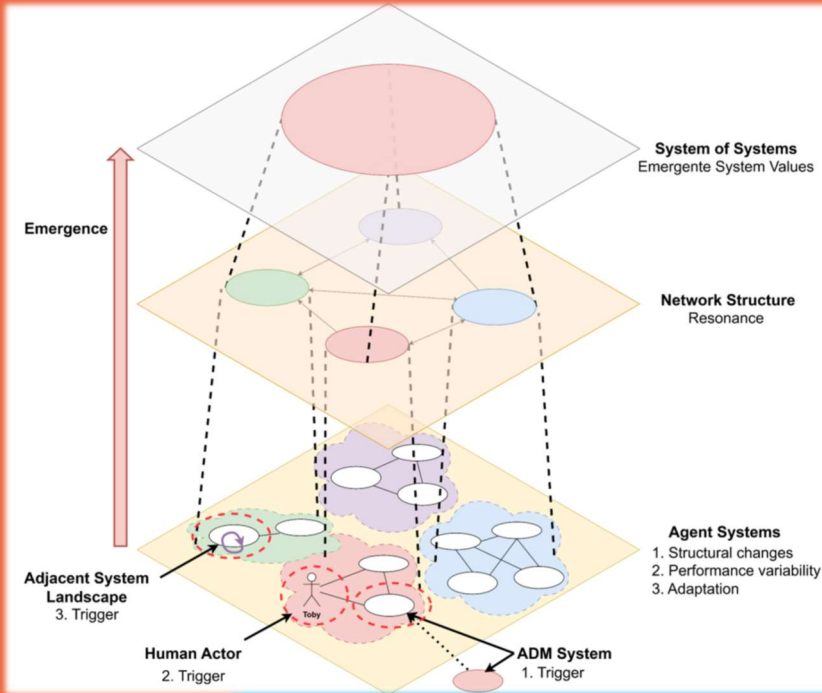 System of Systems
Emergente System Values
Emergence
Network Structure
Resonance
Agent Systems
1. Structural changes
2. Performance variability
3. Adaptation
Adjacent System
Landscape
3. Trigger
Toby
Human Actor
2. Trigger
ADM System
1. Trigger